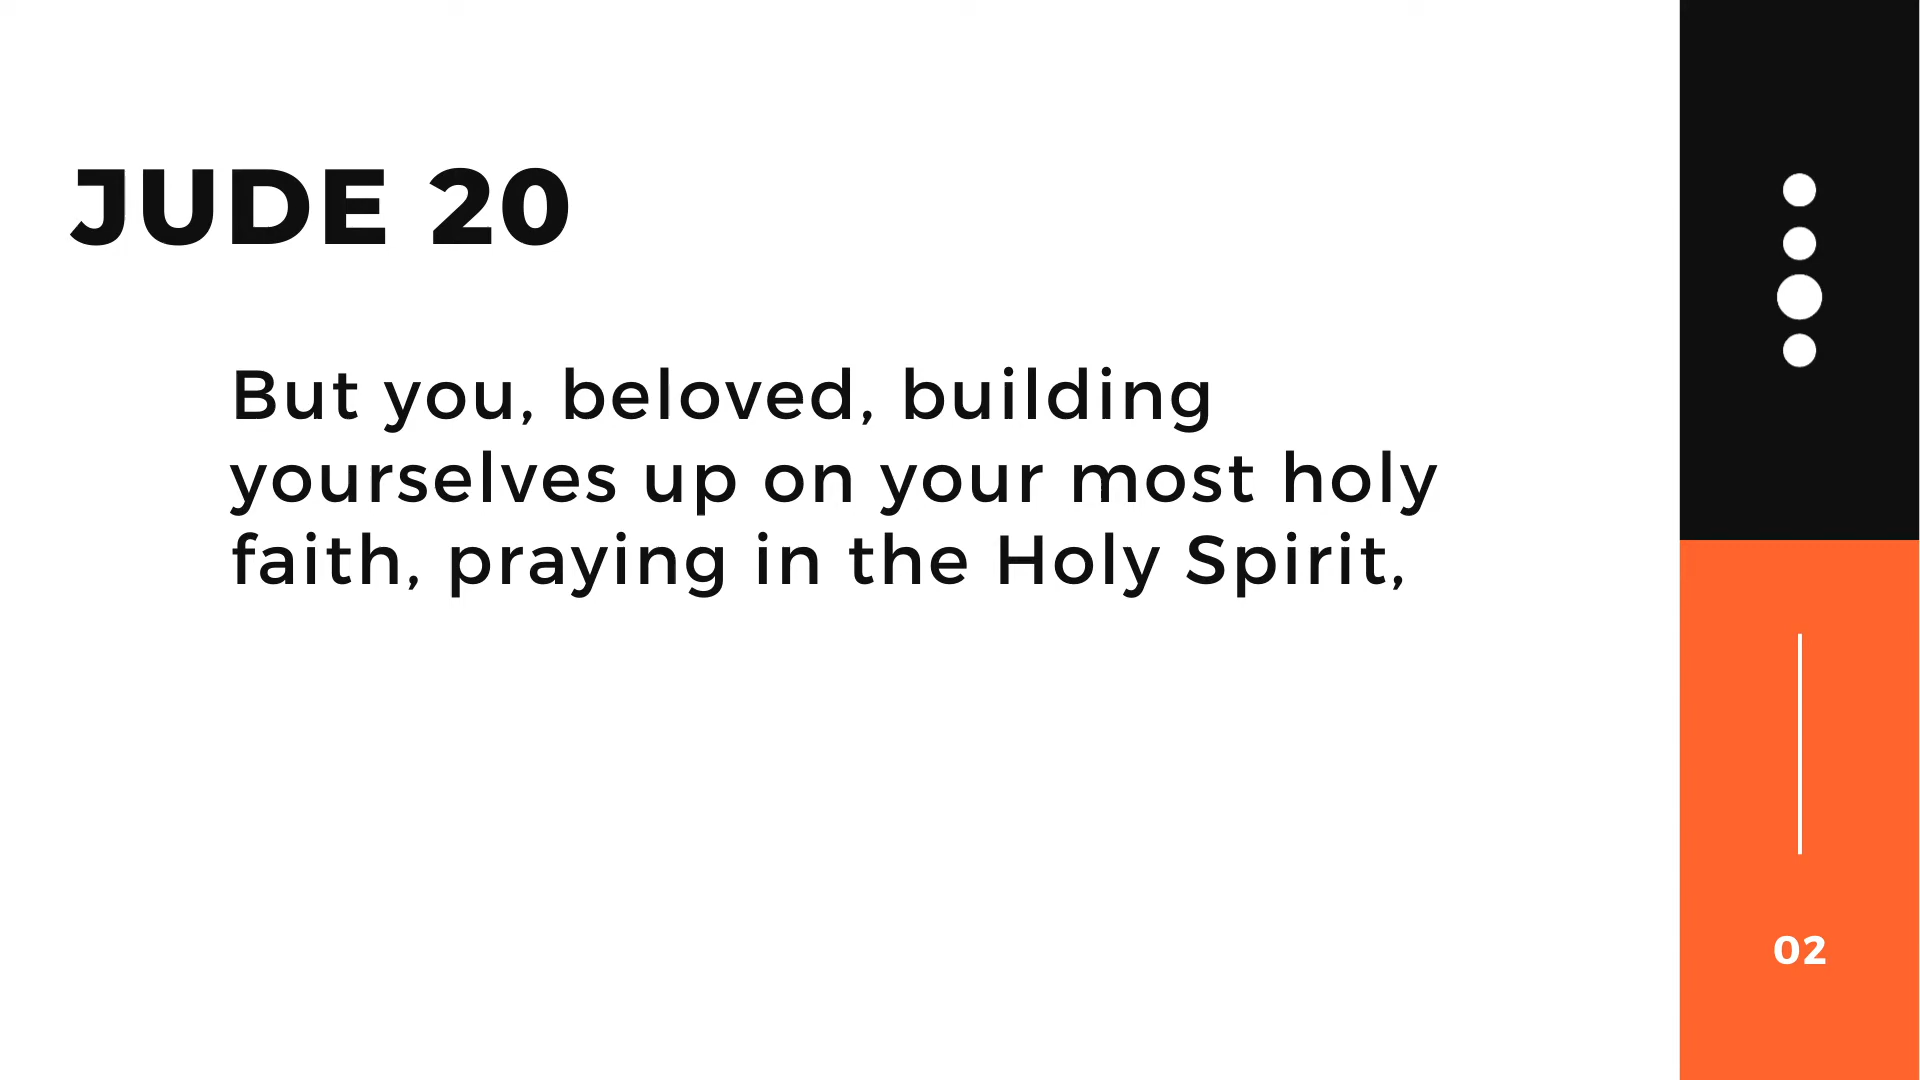 JUDE 20
But you, beloved, building
yourselves up on your most holy
faith, praying in the Holy Spirit,
02